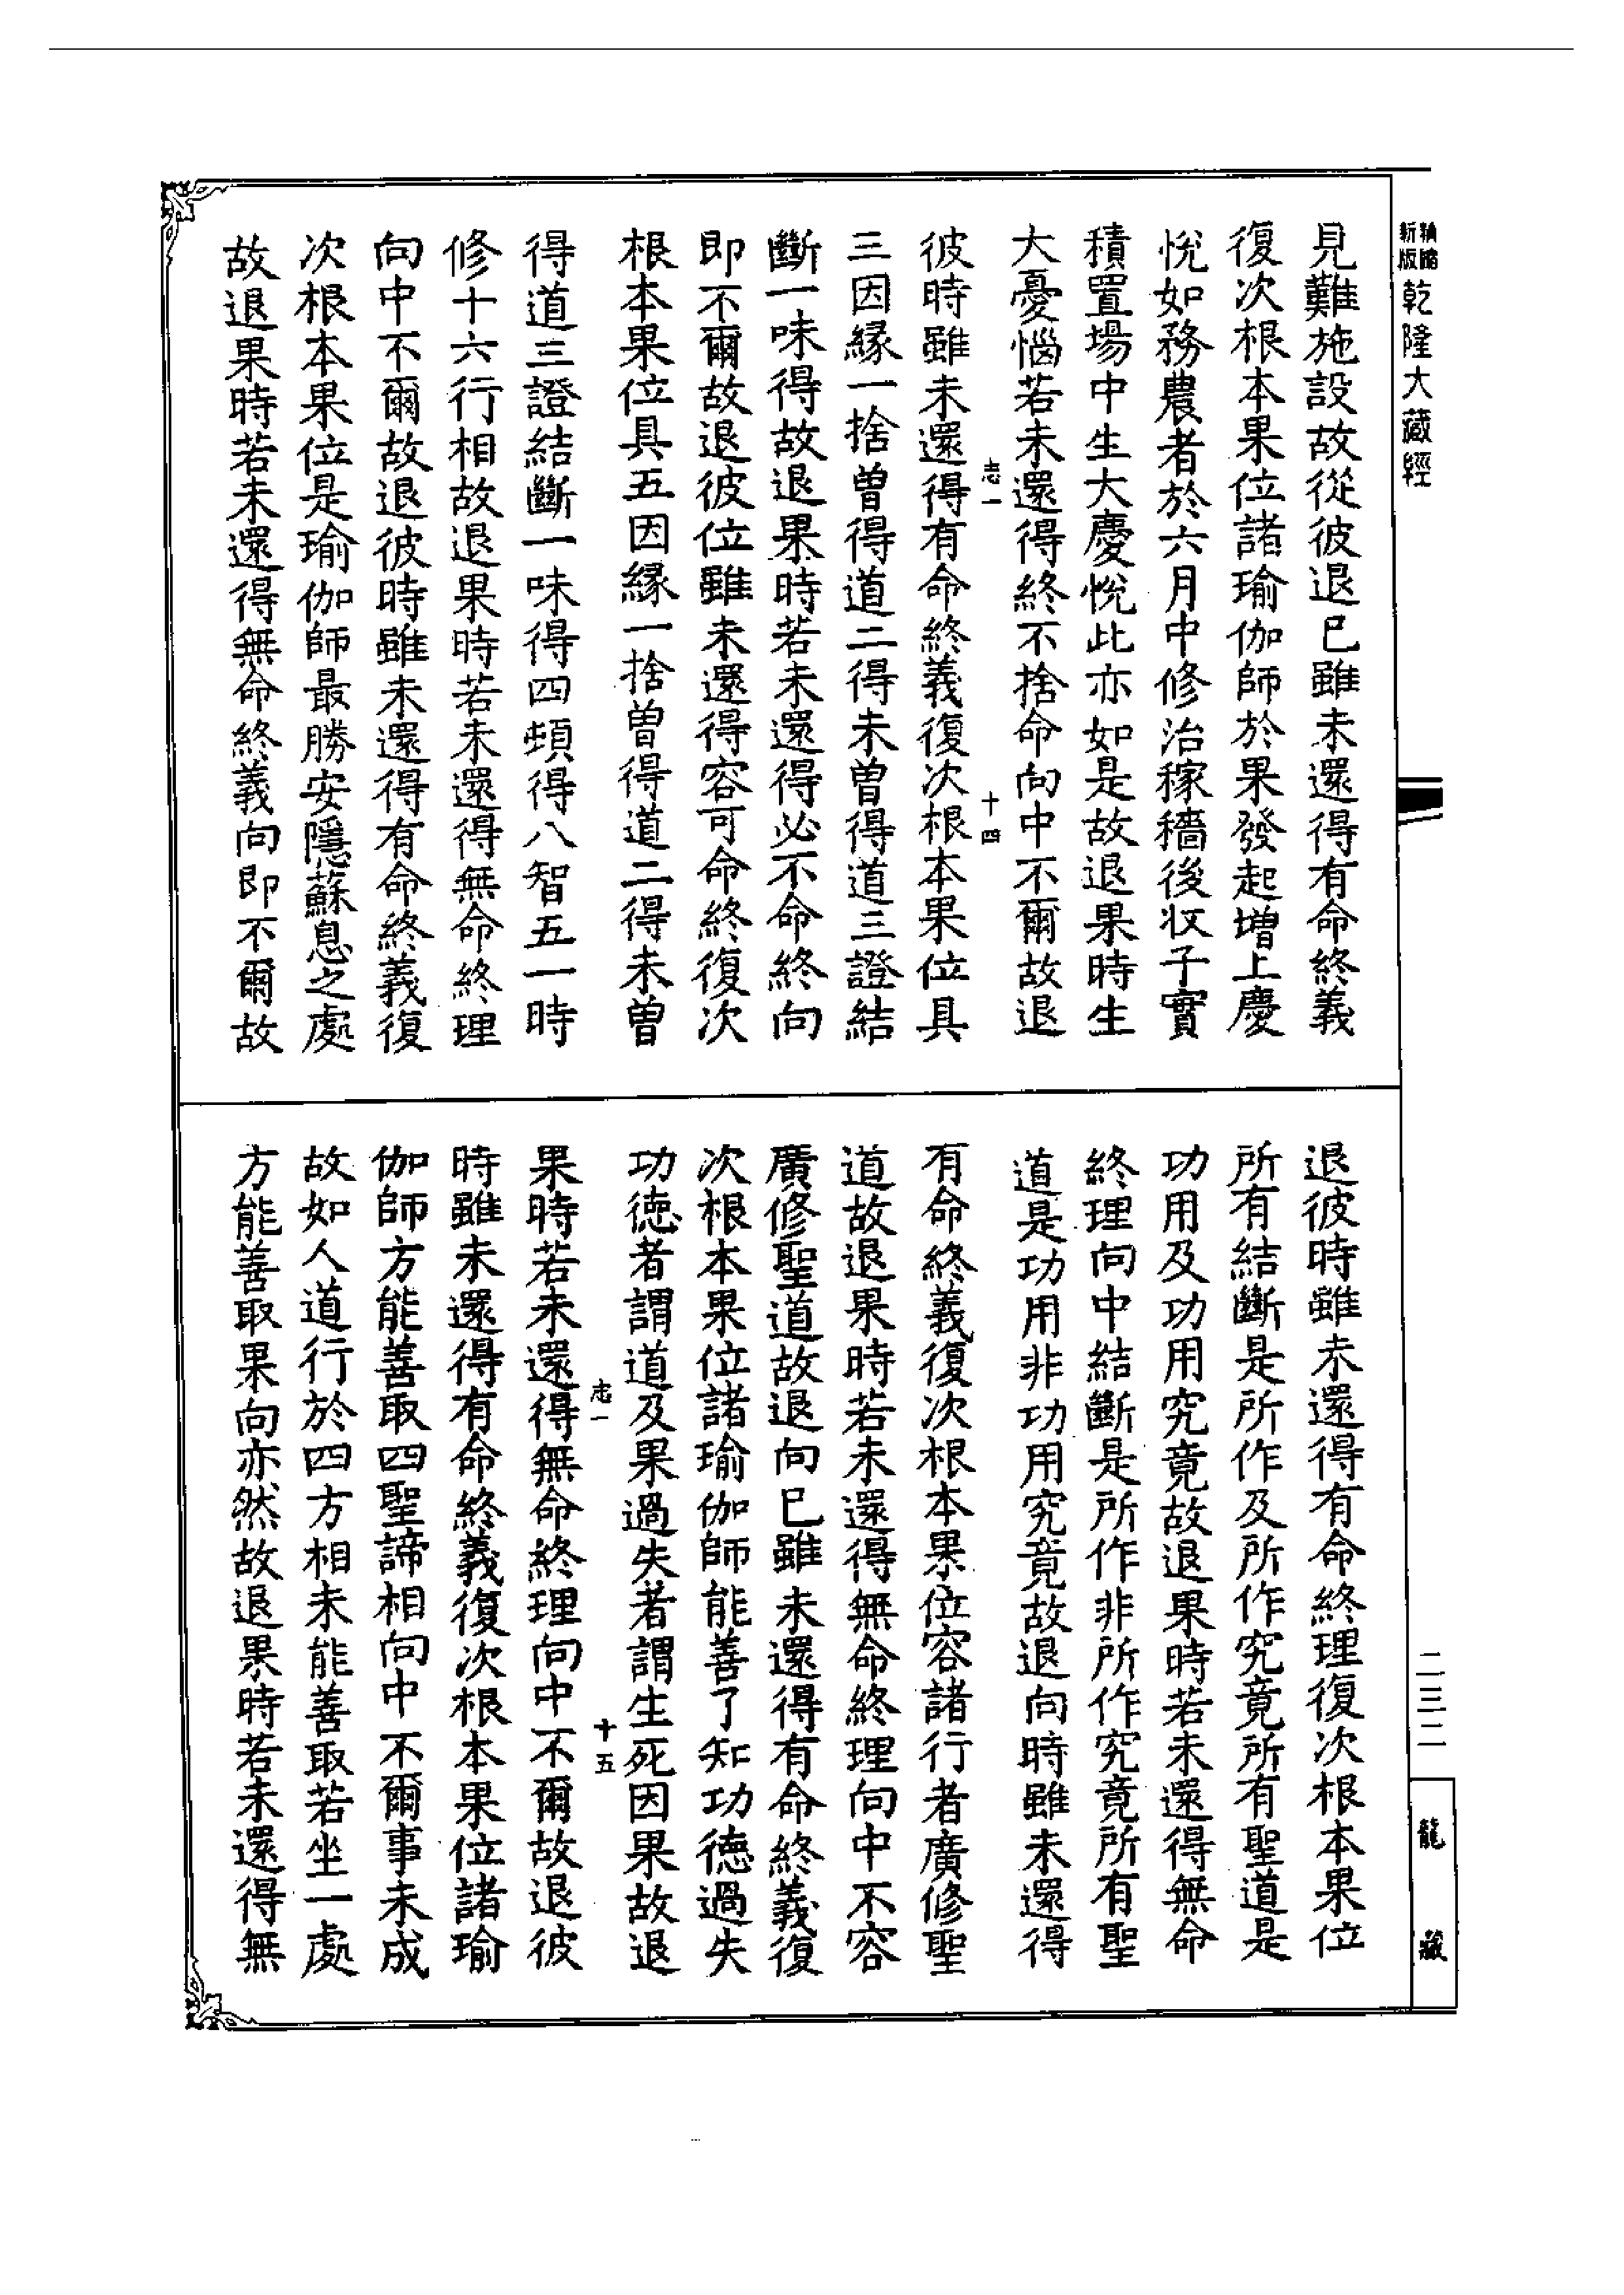 新版
乾隆大藏經
見難施設故從彼退已雖未還得有命終義
復次根本果位諸瑜伽師於果發起增上慶
悅如務農者於六月中修治稼穡後收子實
積置場中生大慶悅此亦如是故退果時生
大憂惱若未還得終不捨命向中不爾故退
志一
十四
彼時雖未還得有命終義復次根本果位具
三因緣一捨曾得道二得未曾得道三證結
斷一味得故退果時若未還得必不命終向
即不爾故退彼位雖未還得容可命終復次
根本果位具五因緣一捨曾得道二得未曾
得道三證結斷一味得四頓得八智五一時
修十六行相故退果時若未還得無命終理
向中不爾故退彼時雖未還得有命終義復
次根本果位是瑜伽師最勝安隱蘇息之處
故退果時若未還得無命終義向即不爾故
退彼時雖未還得有命終理復次根本果位
所有結斷是所作及所作究竟所有聖道是
功用及功用究竟故退果時若未還得無命
終理向中結斷是所作非所作究竟所有聖
道是功用非功用究竟故退向時雖未還得
有命終義復次根本果位容諸行者廣修聖
道故退果時若未還得無命終理向中不容
廣修聖道故退向已雖未還得有命終義復
次根本果位諸瑜伽師能善了知功德過失
功德者謂道及果過失者謂生死因果故退
志一
十五
果時若未還得無命終理向中不爾故退彼
時雖未還得有命終義復次根本果位諸瑜
伽師方能善取四聖諦相向中不爾事未成
故如人道行於四方相未能善取若坐一處
方能善取果向亦然故退果時若未還得無
二三二
龍藏